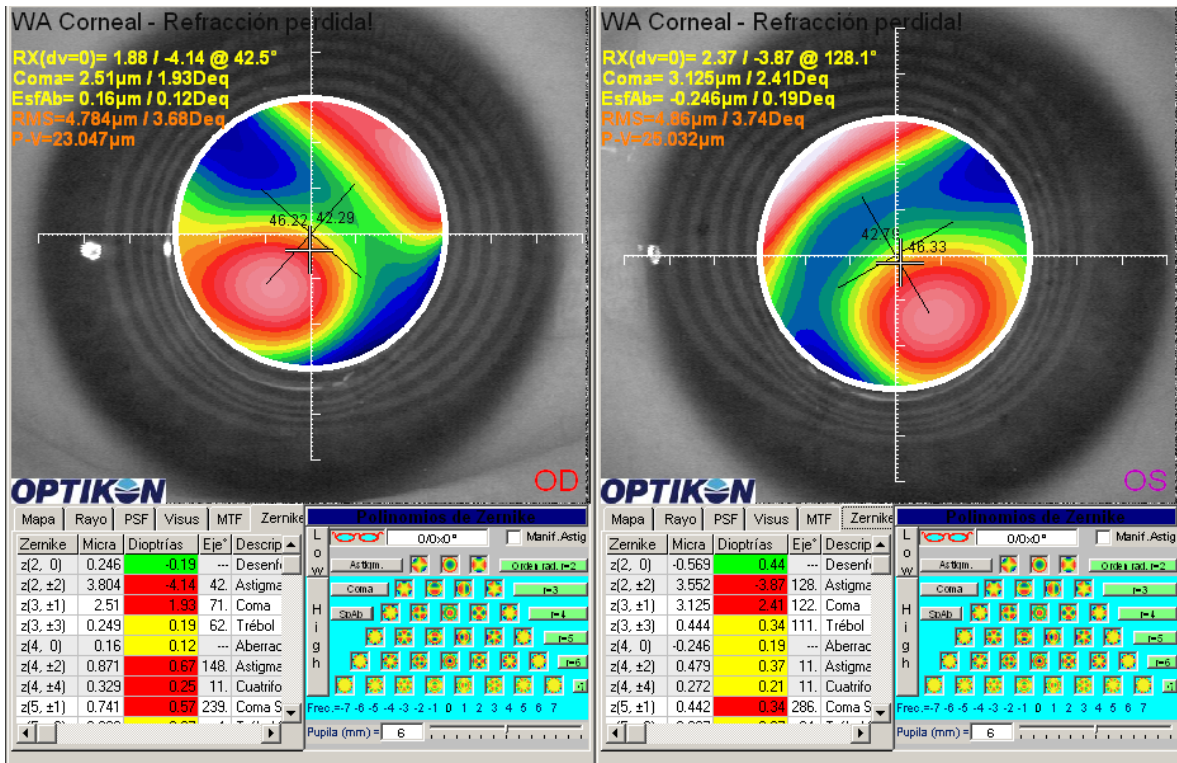 WA Corneal - Refracción perdida!
RX(dv=0)= 1.88 / -4.14 @ 42.5°
Coma= 2.51µm / 1.93Deq
EsfAb= 0.16µm / 0.12Deq
RMS=4.784µm / 3.68Deq
P-V=23.047µm
46.22 42.29
OD
OPTIKON
Mapa Rayo PSF Visus MTF Zernike
Zernike Micra Dioptrías Eje° Descrip
z(2, 0) 0.246 -0.19 --- Desenf
z(2, ±2) 3.804 -4.14 42. Astigma
z(3, ±1) 2.51 1.93 71. Coma
z(3, ±3) 0.249 0.19 62. Trébol
z(4, 0) 0.16 0.12 --- Aberrac
z(4, ±2) 0.871 0.67 148. Astigma
z(4, ±4) 0.329 0.25 11. Cuatrifo
z(5, ±1) 0.741 0.57 239. Coma S
Polinomios de Zernike
Low
High
0/0x0° Manif.Astig
Astigm. Orden rad. r=2
Coma r=3
SpAb r=4
r=5
r=6
Frec.=-7 -6 -5 -4 -3 -2 -1 0 1 2 3 4 5 6 7
Pupila (mm) = 6
WA Corneal - Refracción perdida!
RX(dv=0)= 2.37 / -3.87 @ 128.1°
Coma= 3.125µm / 2.41Deq
EsfAb= -0.246µm / 0.19Deq
RMS=4.86µm / 3.74Deq
P-V=25.032µm
46.33
OS
OPTIKON
Mapa Rayo PSF Visus MTF Zernike
Zernike Micra Dioptrías Eje° Descrip
z(2, 0) -0.569 0.44 --- Desenf
z(2, ±2) 3.552 -3.87 128. Astigma
z(3, ±1) 3.125 2.41 122. Coma
z(3, ±3) 0.444 0.34 111. Trébol
z(4, 0) -0.246 0.19 --- Aberrac
z(4, ±2) 0.479 0.37 11. Astigma
z(4, ±4) 0.272 0.21 11. Cuatrifo
z(5, ±1) 0.442 0.34 286. Coma S
Polinomios de Zernike
Low
High
0/0x0° Manif.Astig
Astigm. Orden rad. r=2
Coma r=3
SpAb r=4
r=5
r=6
Frec.=-7 -6 -5 -4 -3 -2 -1 0 1 2 3 4 5 6 7
Pupila (mm) = 6